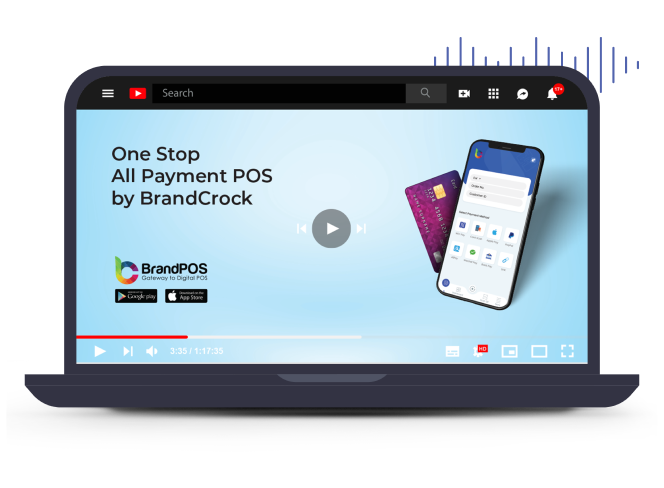 Search
17+
One Stop
All Payment POS
by BrandCrock
BrandPOS
Gateway to Digital POS
Google play
App Store
3:35 / 1:17:35
HD